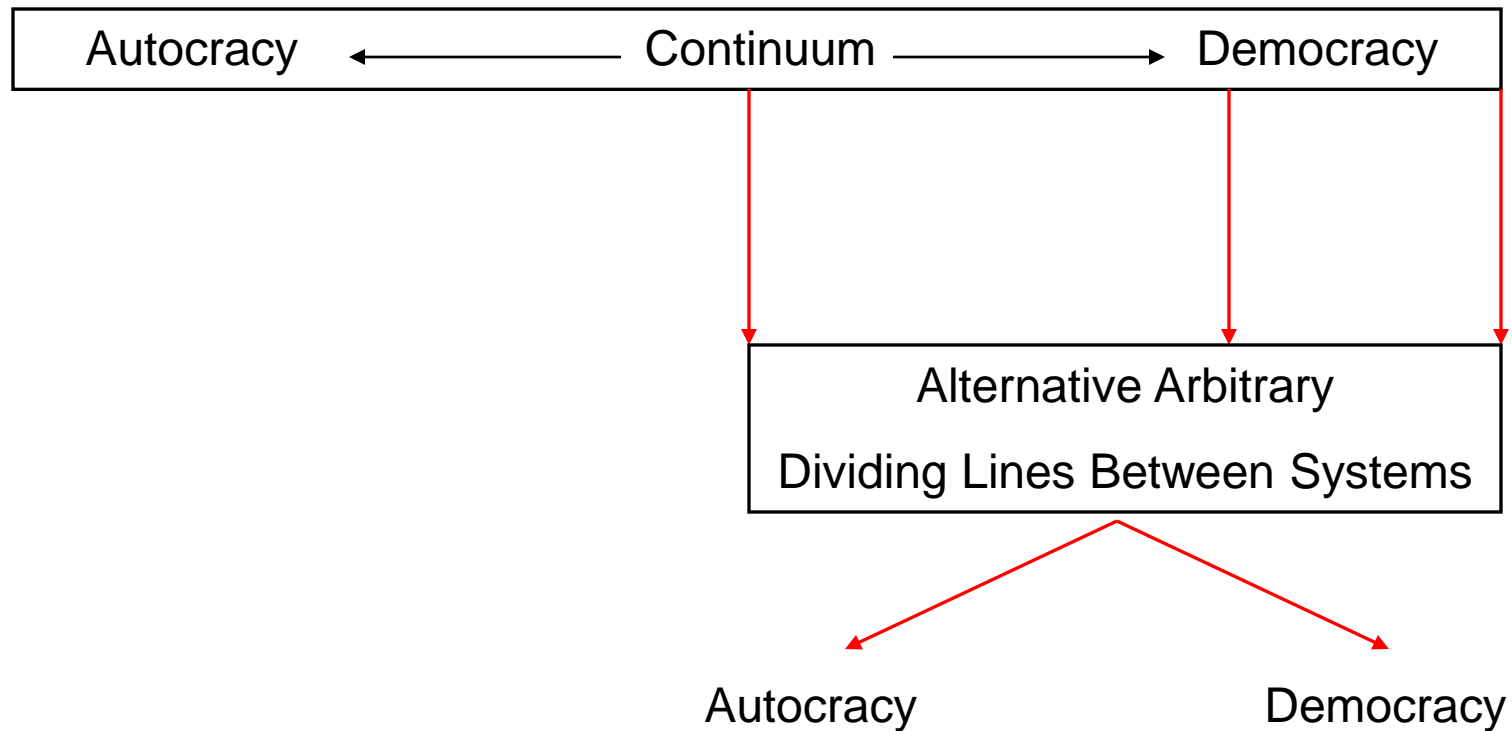 Autocracy Continuum Democracy
Alternative Arbitrary
Dividing Lines Between Systems
Autocracy Democracy